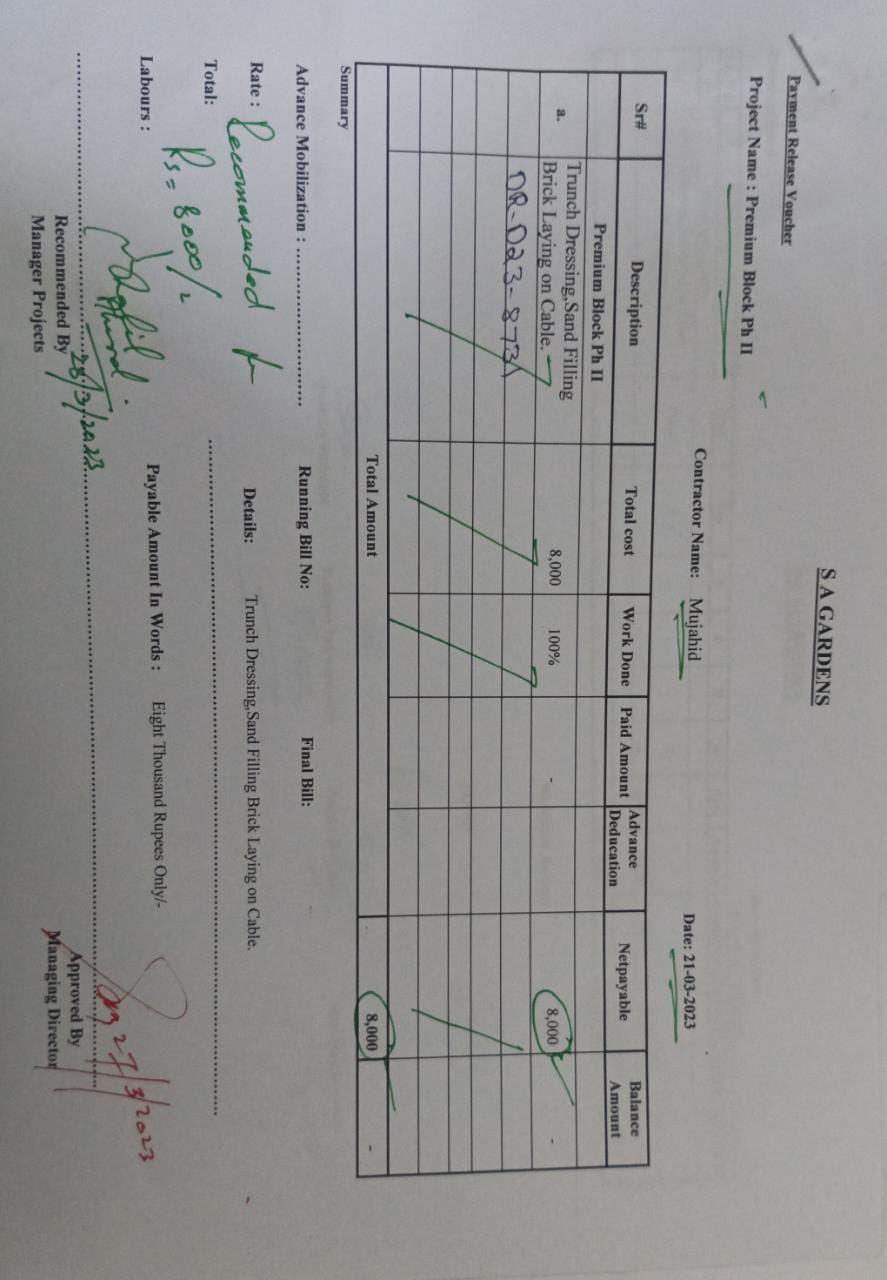 S A GARDENS
Payment Release Voucher
Project Name : Premium Block Ph II
Contractor Name: Mujahid
Date: 21-03-2023
Sr# Description Total cost Work Done Paid Amount Advance Deducation Netpayable Balance Amount
Premium Block Ph II
a. Trunch Dressing,Sand Filling Brick Laying on Cable. 8,000 100% - 8,000 -
Total Amount 8,000 -
Summary
Advance Mobilization : ............................ Running Bill No: Final Bill:
Rate : Recommended Details: Trunch Dressing,Sand Filling Brick Laying on Cable.
Total: Rs = 8000/-
Labours : Payable Amount In Words : Eight Thousand Rupees Only/-
28/3/2023
27/3/2023
Recommended By Approved By
Manager Projects Managing Director